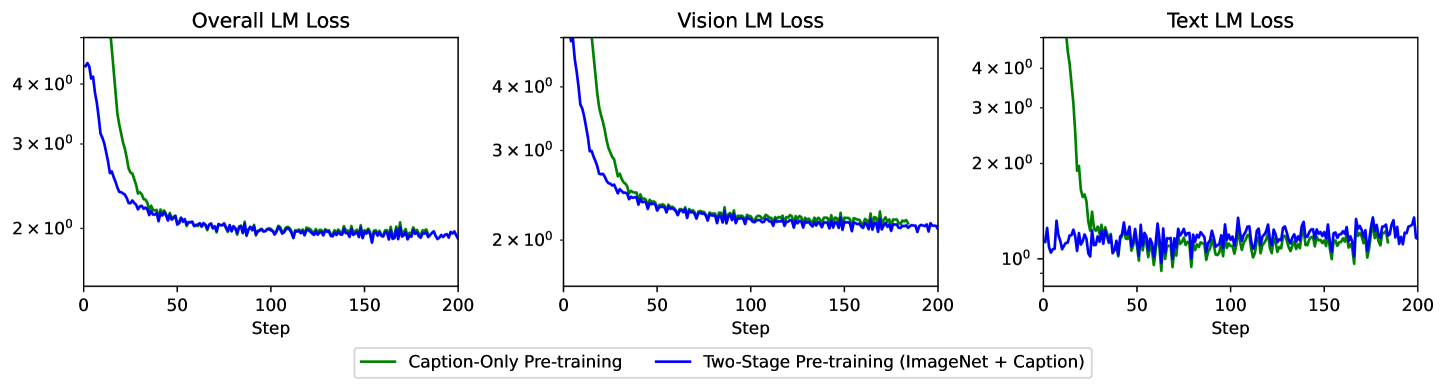 Overall LM Loss
4 × 10⁰
3 × 10⁰
2 × 10⁰
0 50 100 150 200
Step
Vision LM Loss
4 × 10⁰
3 × 10⁰
2 × 10⁰
0 50 100 150 200
Step
Text LM Loss
4 × 10⁰
3 × 10⁰
2 × 10⁰
10⁰
0 50 100 150 200
Step
Caption-Only Pre-training
Two-Stage Pre-training (ImageNet + Caption)